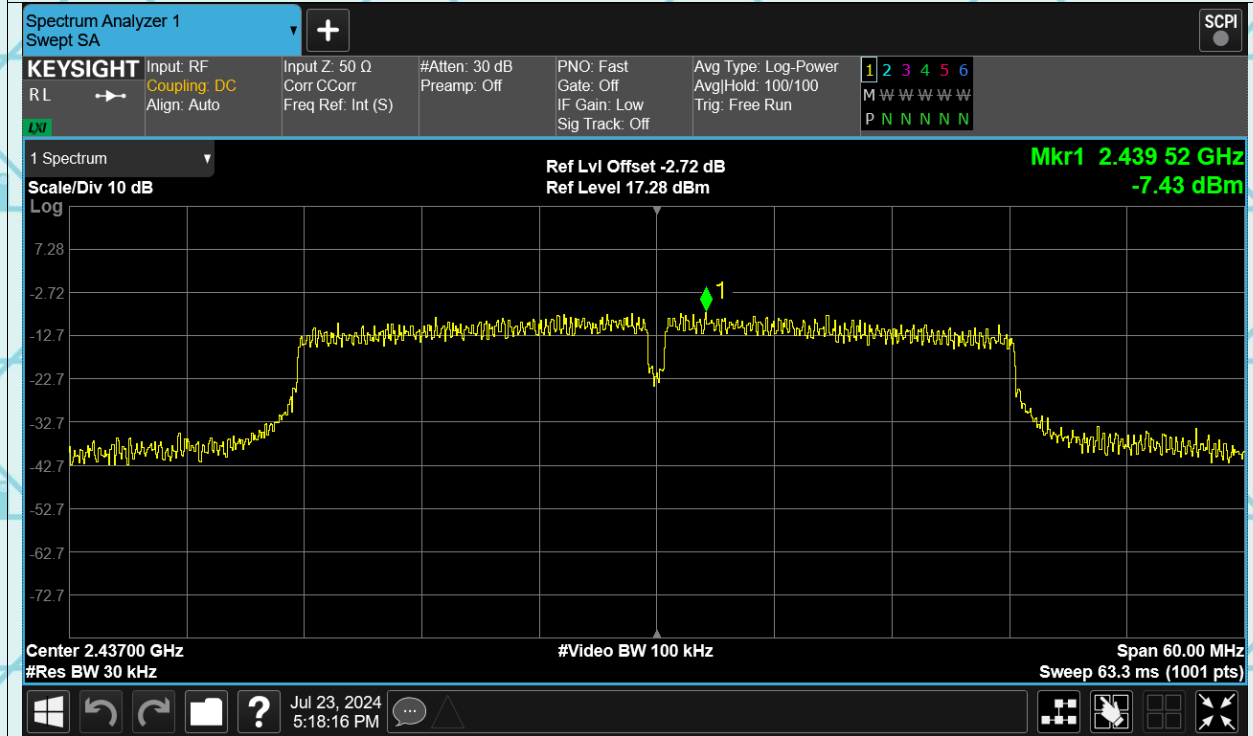 Spectrum Analyzer 1
Swept SA
SCPI
KEYSIGHT
RL
LXI
Input: RF
Coupling: DC
Align: Auto
Input Z: 50 Ω
Corr CCorr
Freq Ref: Int (S)
#Atten: 30 dB
Preamp: Off
PNO: Fast
Gate: Off
IF Gain: Low
Sig Track: Off
Avg Type: Log-Power
Avg|Hold: 100/100
Trig: Free Run
1 2 3 4 5 6
M W W W W W
P N N N N N
1 Spectrum
Scale/Div 10 dB
Log
Ref Lvl Offset -2.72 dB
Ref Level 17.28 dBm
Mkr1 2.439 52 GHz
-7.43 dBm
7.28
-2.72
-12.7
-22.7
-32.7
-42.7
-52.7
-62.7
-72.7
1
Center 2.43700 GHz
#Res BW 30 kHz
#Video BW 100 kHz
Span 60.00 MHz
Sweep 63.3 ms (1001 pts)
Jul 23, 2024
5:18:16 PM